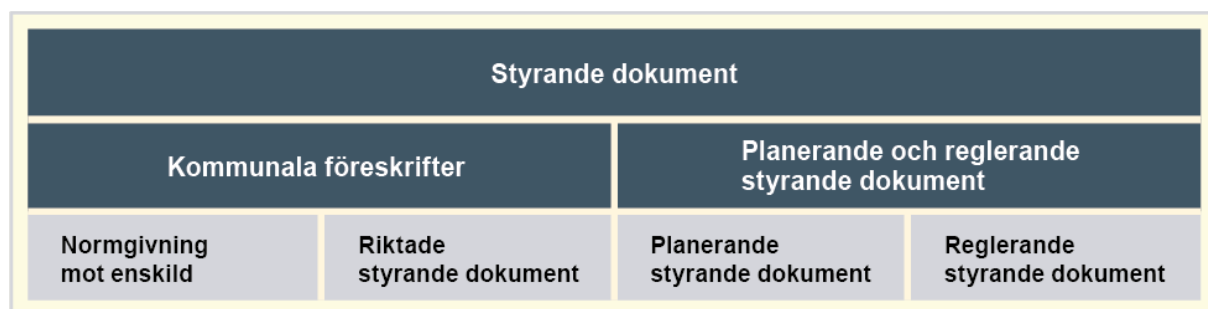 Styrande dokument
Kommunala föreskrifter
Planerande och reglerande
styrande dokument
Normgivning
mot enskild
Riktade
styrande dokument
Planerande
styrande dokument
Reglerande
styrande dokument